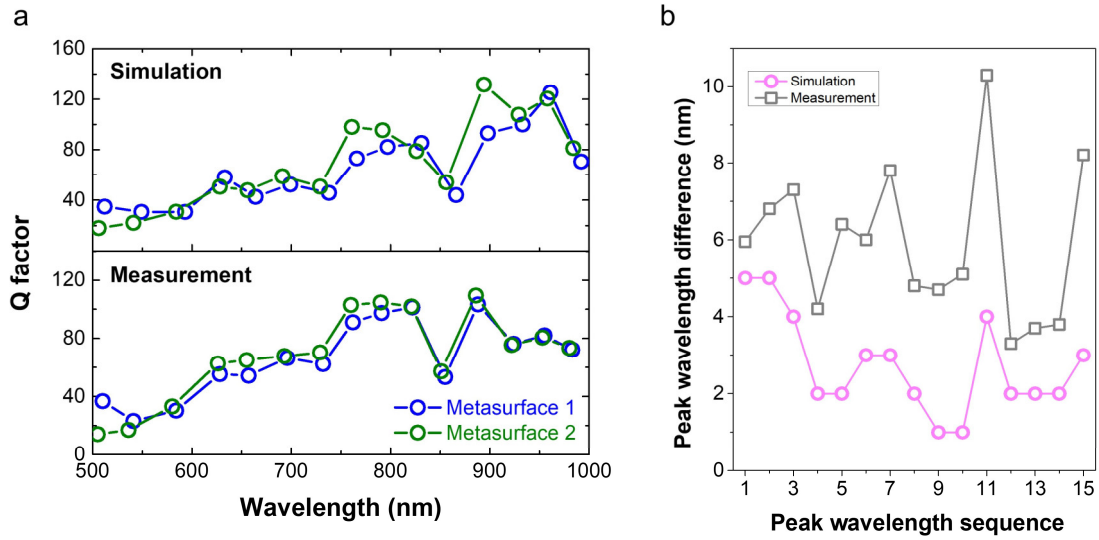 a
Q factor
160
120
80
40
Simulation
120
80
40
0
Measurement
Metasurface 1
Metasurface 2
500
600
700
800
900
1000
Wavelength (nm)
b
Peak wavelength difference (nm)
10
8
6
4
2
0
Simulation
Measurement
1
3
5
7
9
11
13
15
Peak wavelength sequence